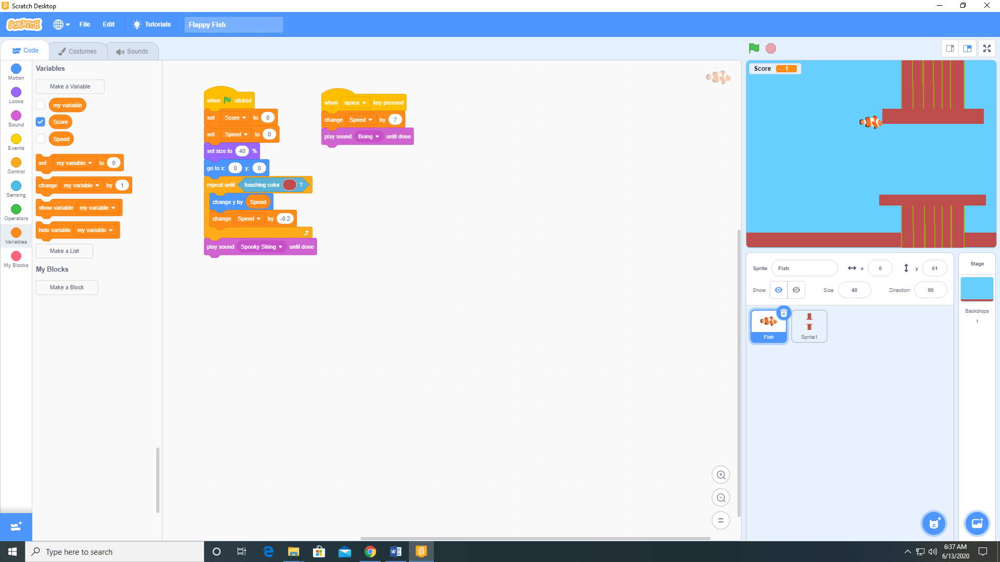 Scratch Desktop
SCRATCH
File
Edit
Tutorials
Flappy Fish
Code
Costumes
Sounds
Motion
Looks
Sound
Events
Control
Sensing
Operators
Variables
My Blocks
Variables
Make a Variable
my variable
Score
Speed
set my variable to 0
change my variable by 1
show variable my variable
hide variable my variable
Make a List
My Blocks
Make a Block
when clicked
set Score to 0
set Speed to 0
set size to 40 %
go to x: 0 y: 0
repeat until touching color ?
change y by Speed
change Speed by -0.2
play sound Spooky String until done
when space key pressed
change Speed by 7
play sound Boing until done
Score 1
Sprite Fish x 0 y 61
Show Size 40 Direction 90
Fish
Sprite1
Stage
Backdrops
1
Type here to search
6:37 AM
6/13/2020